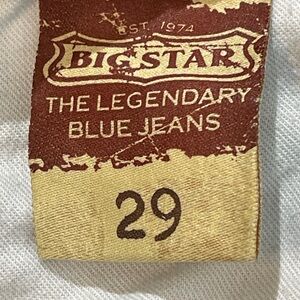 EST. 1974
BIG STAR
THE LEGENDARY
BLUE JEANS
29